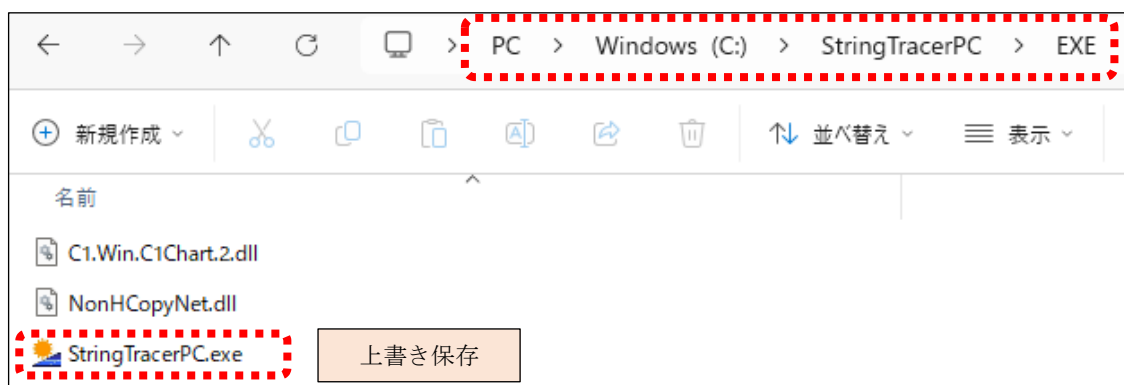 PC > Windows (C:) > StringTracerPC > EXE
新規作成 並べ替え 表示
名前
C1.Win.C1Chart.2.dll
NonHCopyNet.dll
StringTracerPC.exe 上書き保存